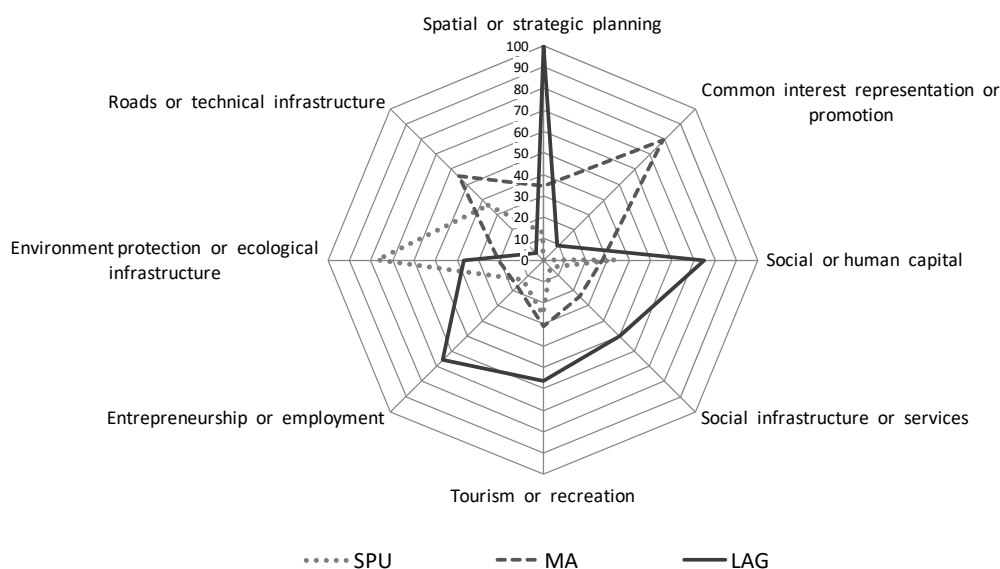 Spatial or strategic planning
100
90
80
70
60
50
40
30
20
10
0
Common interest representation or
promotion
Social or human capital
Social infrastructure or services
Tourism or recreation
Entrepreneurship or employment
Environment protection or ecological
infrastructure
Roads or technical infrastructure
SPU MA LAG